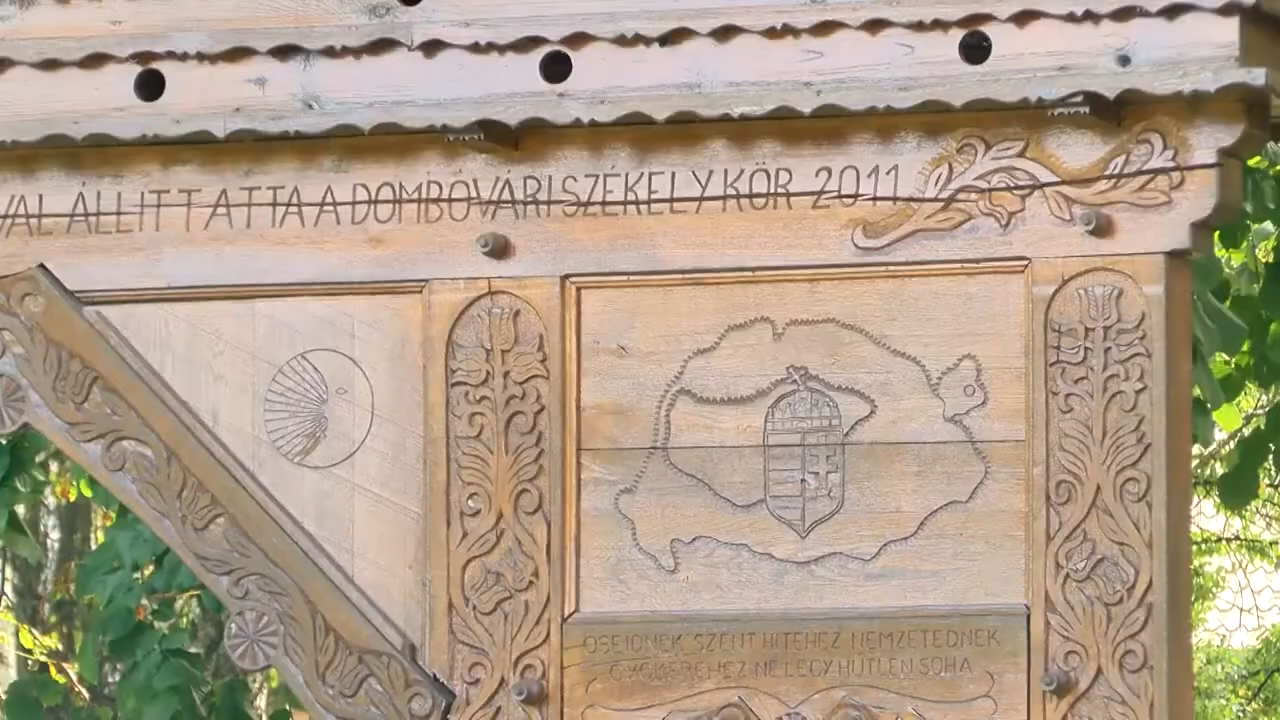 VAL ÁLLITTATTA A DOMBÓVÁRI SZÉKELY KÖR 2011
ŐSEIDNEK SZENT HITÉHEZ NEMZETEDNEK
GYÖKERÉHEZ NE LEGY HŰTLEN SOHA